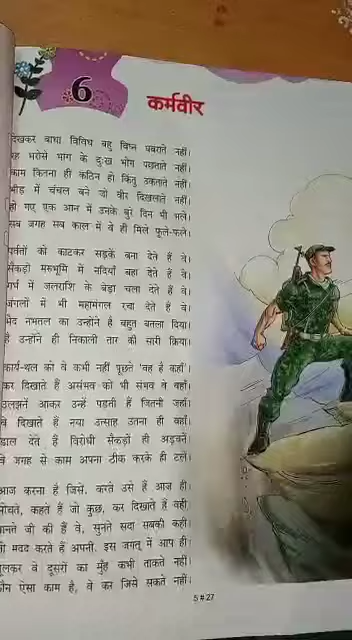 6
कर्मवीर
देखकर बाधा विविध बहु विघ्न घबराते नहीं।
रह भरोसे भाग के दुःख भोग पछताते नहीं।
काम कितना ही कठिन हो किंतु उकताते नहीं।
भीड़ में चंचल बने जो वीर दिखलाते नहीं।
हो गए एक आन में उनके बुरे दिन भी भले।
सब जगह सब काल में वे ही मिले फूले-फले।
पर्वतों को काटकर सड़कें बना देते हैं वे।
सैकड़ों मरुभूमि में नदियाँ बहा देते हैं वे।
गर्भ में जलराशि के बेड़ा चला देते हैं वे।
जंगलों में भी महामंगल रचा देते हैं वे।
भेद नभतल का उन्होंने है बहुत बतला दिया।
है उन्होंने ही निकाली तार की सारी क्रिया।
कार्य-थल को वे कभी नहीं पूछते 'वह है कहाँ'।
कर दिखाते हैं असंभव को भी संभव वे वहाँ।
उलझनें आकर उन्हें पड़ती हैं जितनी जहाँ।
वे दिखाते हैं नया उत्साह उतना ही वहाँ।
डाल देते हैं विरोधी सैकड़ों ही अड़चनें
वे जगह से काम अपना ठीक करके ही टलें।
आज करना है जिसे, करते उसे हैं आज ही
सोचते, कहते हैं जो कुछ, कर दिखाते हैं वही
मानते जी की हैं वे, सुनते सदा सबकी कही।
जो मदद करते हैं अपनी, इस जगत् में आप ही
भूलकर वे दूसरों का मुँह कभी ताकते नहीं।
कौन ऐसा काम है, वे कर जिसे सकते नहीं।
5#27